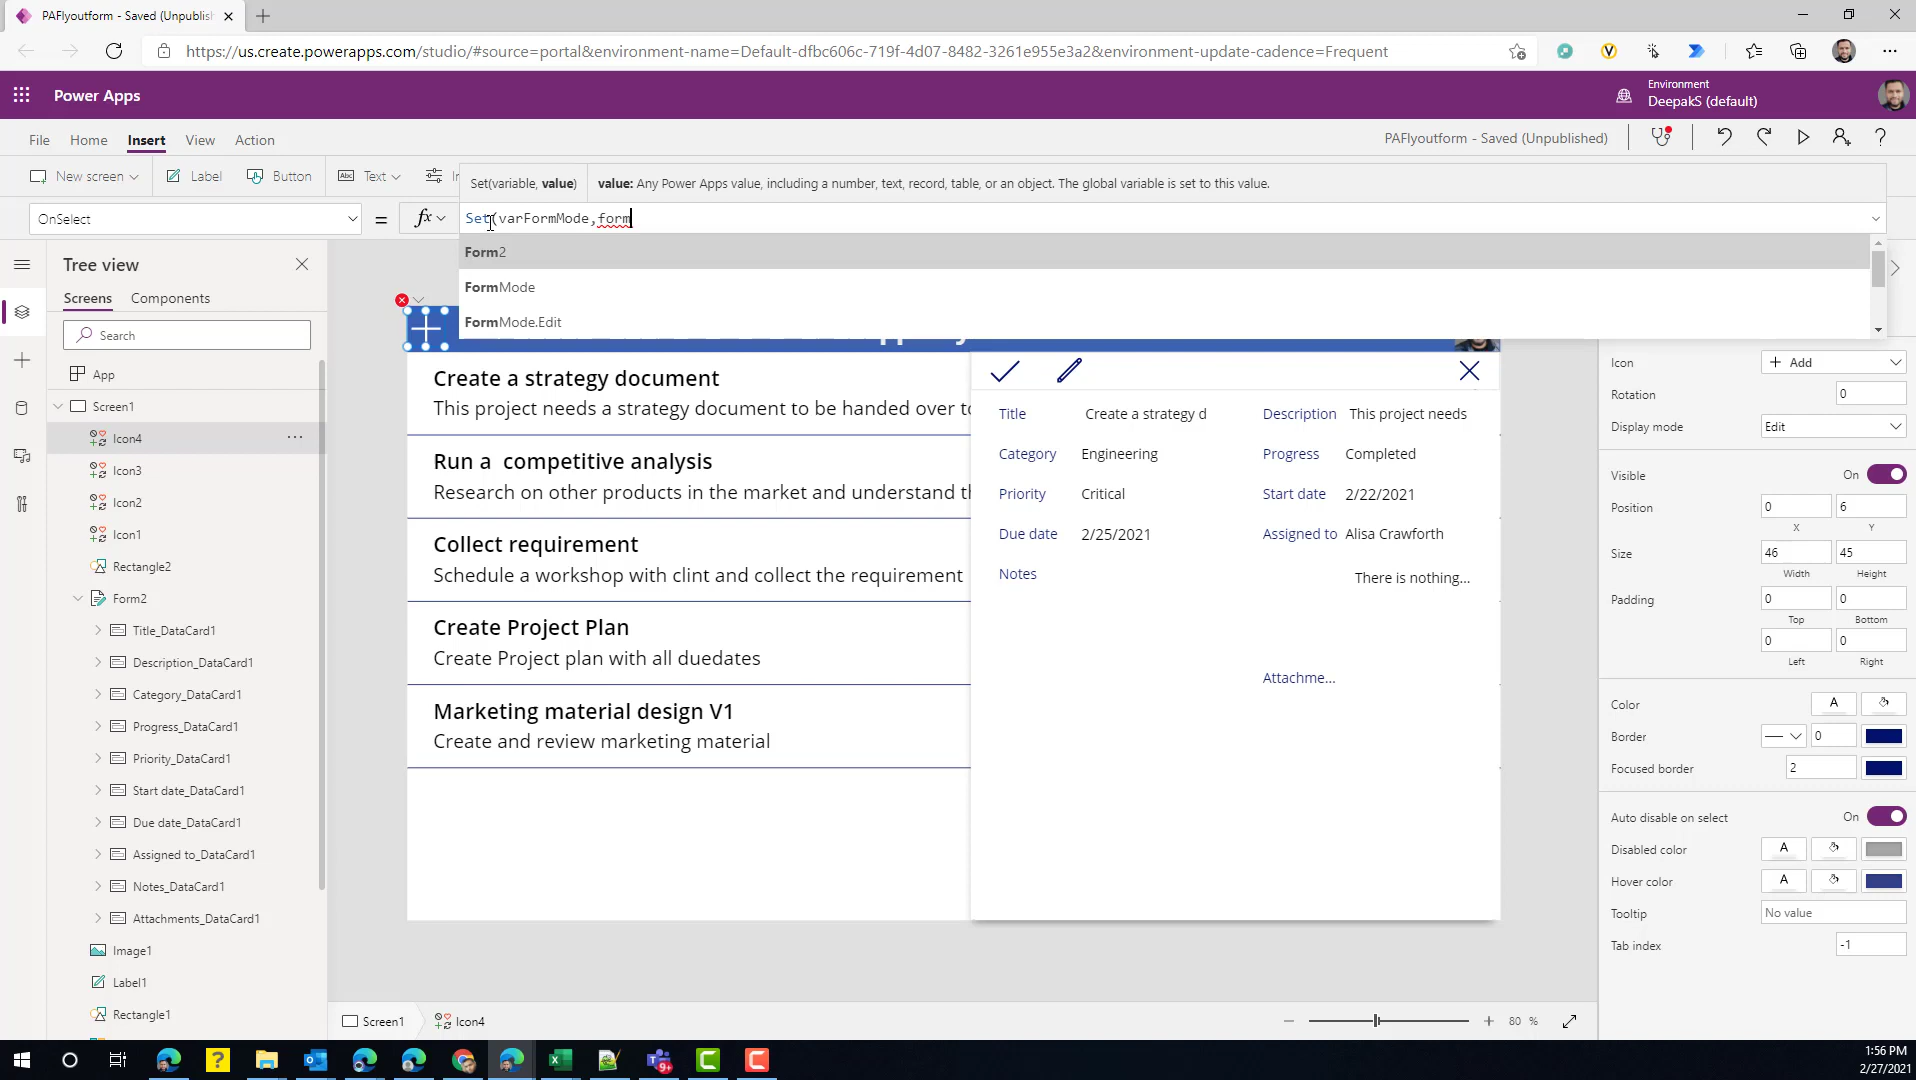 PAFlyoutform - Saved (Unpublish
https://us.create.powerapps.com/studio/#source=portal&environment-name=Default-dfbc606c-719f-4d07-8482-3261e955e3a2&environment-update-cadence=Frequent
Power Apps
Environment
DeepakS (default)
File Home Insert View Action
PAFlyoutform - Saved (Unpublished)
New screen Label Button Text
Set(variable, value) value: Any Power Apps value, including a number, text, record, table, or an object. The global variable is set to this value.
OnSelect = fx Set(varFormMode,form
Form2
FormMode
FormMode.Edit
Tree view
Screens Components
Search
App
Screen1
Icon4
Icon3
Icon2
Icon1
Rectangle2
Form2
Title_DataCard1
Description_DataCard1
Category_DataCard1
Progress_DataCard1
Priority_DataCard1
Start date_DataCard1
Due date_DataCard1
Assigned to_DataCard1
Notes_DataCard1
Attachments_DataCard1
Image1
Label1
Rectangle1
Create a strategy document
This project needs a strategy document to be handed over to
Run a competitive analysis
Research on other products in the market and understand th
Collect requirement
Schedule a workshop with clint and collect the requirement
Create Project Plan
Create Project plan with all duedates
Marketing material design V1
Create and review marketing material
Title Create a strategy d Description This project needs
Category Engineering Progress Completed
Priority Critical Start date 2/22/2021
Due date 2/25/2021 Assigned to Alisa Crawforth
Notes There is nothing...
Attachme...
Icon Add
Rotation 0
Display mode Edit
Visible On
Position 0 6
X Y
Size 46 45
Width Height
Padding 0 0
Top Bottom
0 0
Left Right
Color A
Border 0
Focused border 2
Auto disable on select On
Disabled color A
Hover color A
Tooltip No value
Tab index -1
Screen1 Icon4
80 %
9+
1:56 PM
2/27/2021